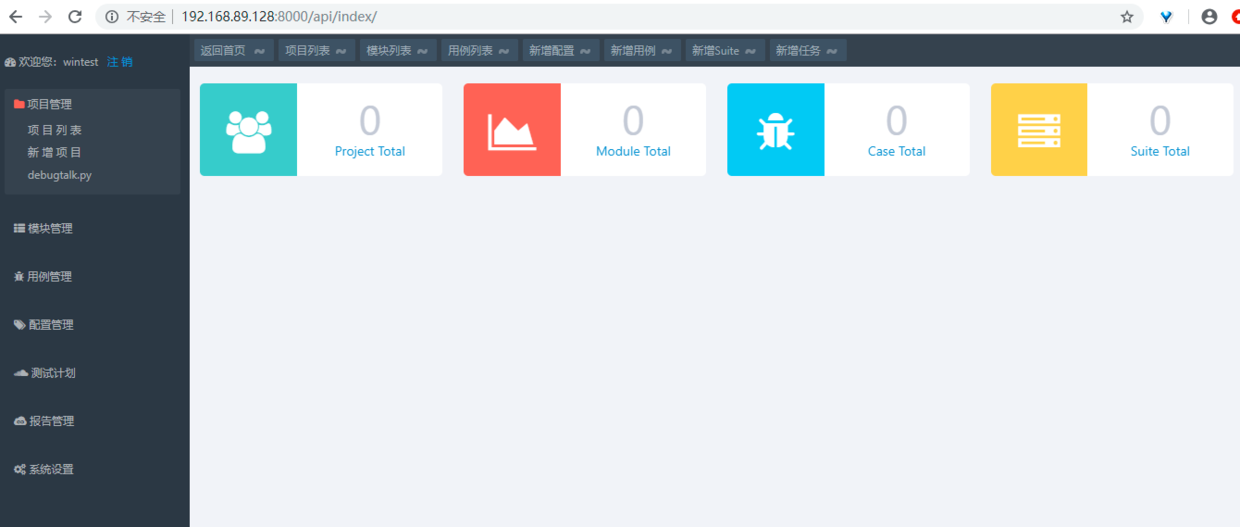 不安全 192.168.89.128:8000/api/index/
欢迎您：wintest 注销
返回首页 项目列表 模块列表 用例列表 新增配置 新增用例 新增Suite 新增任务
项目管理
项目列表
新增项目
debugtalk.py
模块管理
用例管理
配置管理
测试计划
报告管理
系统设置
0
Project Total
0
Module Total
0
Case Total
0
Suite Total